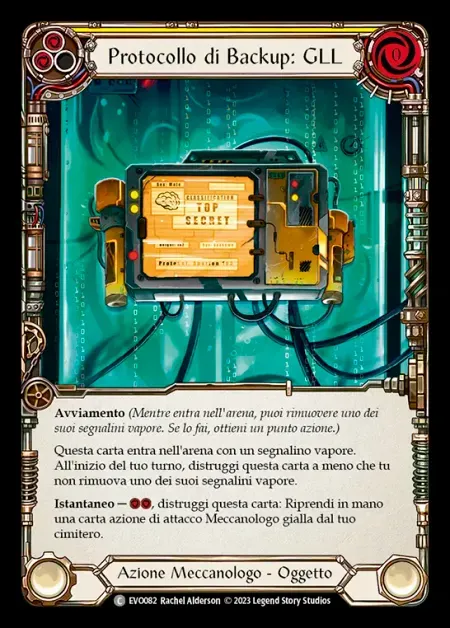 Protocollo di Backup: GLL
0
CLASSIFICATION
TOP
SECRET
Avviamento (Mentre entra nell'arena, puoi rimuovere uno dei
suoi segnalini vapore. Se lo fai, ottieni un punto azione.)
Questa carta entra nell'arena con un segnalino vapore.
All'inizio del tuo turno, distruggi questa carta a meno che tu
non rimuova uno dei suoi segnalini vapore.
Istantaneo — , distruggi questa carta: Riprendi in mano
una carta azione di attacco Meccanologo gialla dal tuo
cimitero.
Azione Meccanologo - Oggetto
C EVO082 Rachel Alderson © 2023 Legend Story Studios